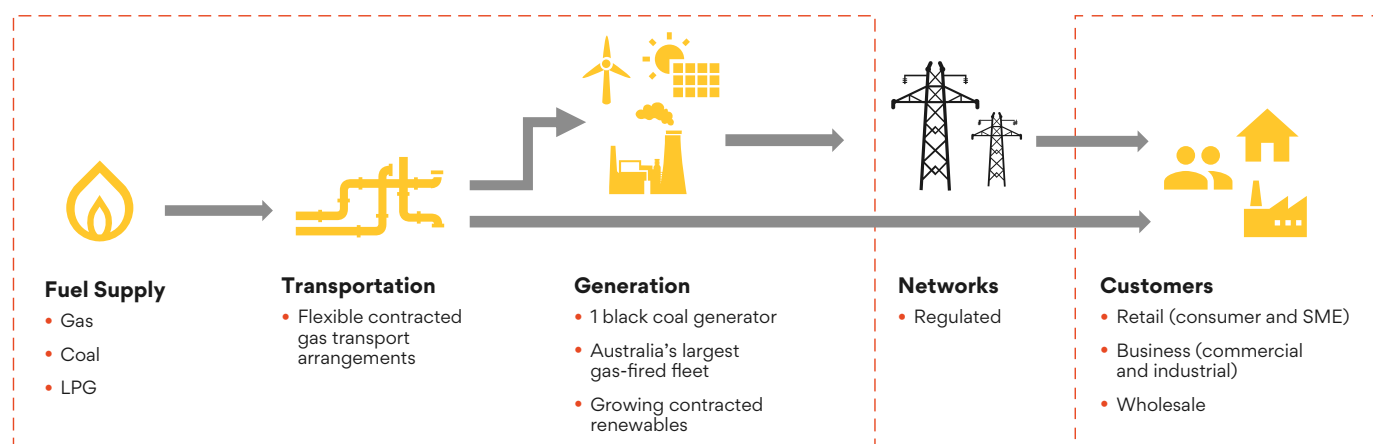 Fuel Supply
• Gas
• Coal
• LPG
Transportation
• Flexible contracted
gas transport
arrangements
Generation
• 1 black coal generator
• Australia's largest
gas-fired fleet
• Growing contracted
renewables
Networks
• Regulated
Customers
• Retail (consumer and SME)
• Business (commercial
and industrial)
• Wholesale